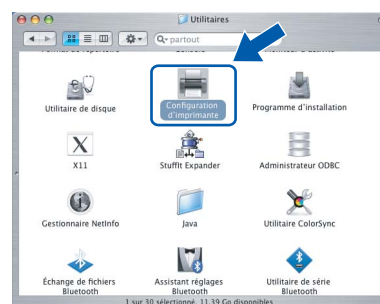 Utilitaires
partout
Utilitaire de disque
Configuration
d'imprimante
Programme d'installation
X11
StuffIt Expander
Administrateur ODBC
Gestionnaire NetInfo
Java
Utilitaire ColorSync
Échange de fichiers
Bluetooth
Assistant réglages
Bluetooth
Utilitaire de série
Bluetooth
1 sur 30 sélectionné, 11,39 Go disponibles